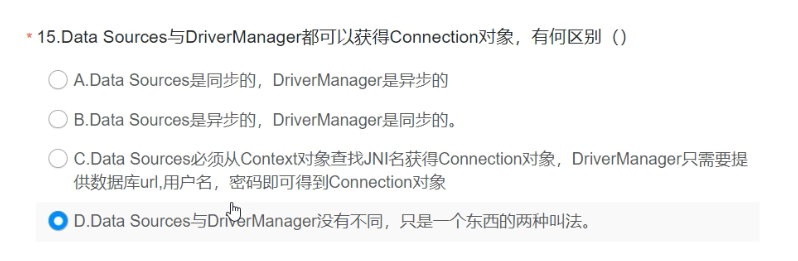 * 15.Data Sources与DriverManager都可以获得Connection对象，有何区别（）
A.Data Sources是同步的，DriverManager是异步的
B.Data Sources是异步的，DriverManager是同步的。
C.Data Sources必须从Context对象查找JNI名获得Connection对象，DriverManager只需要提
供数据库url,用户名，密码即可得到Connection对象
D.Data Sources与DriverManager没有不同，只是一个东西的两种叫法。